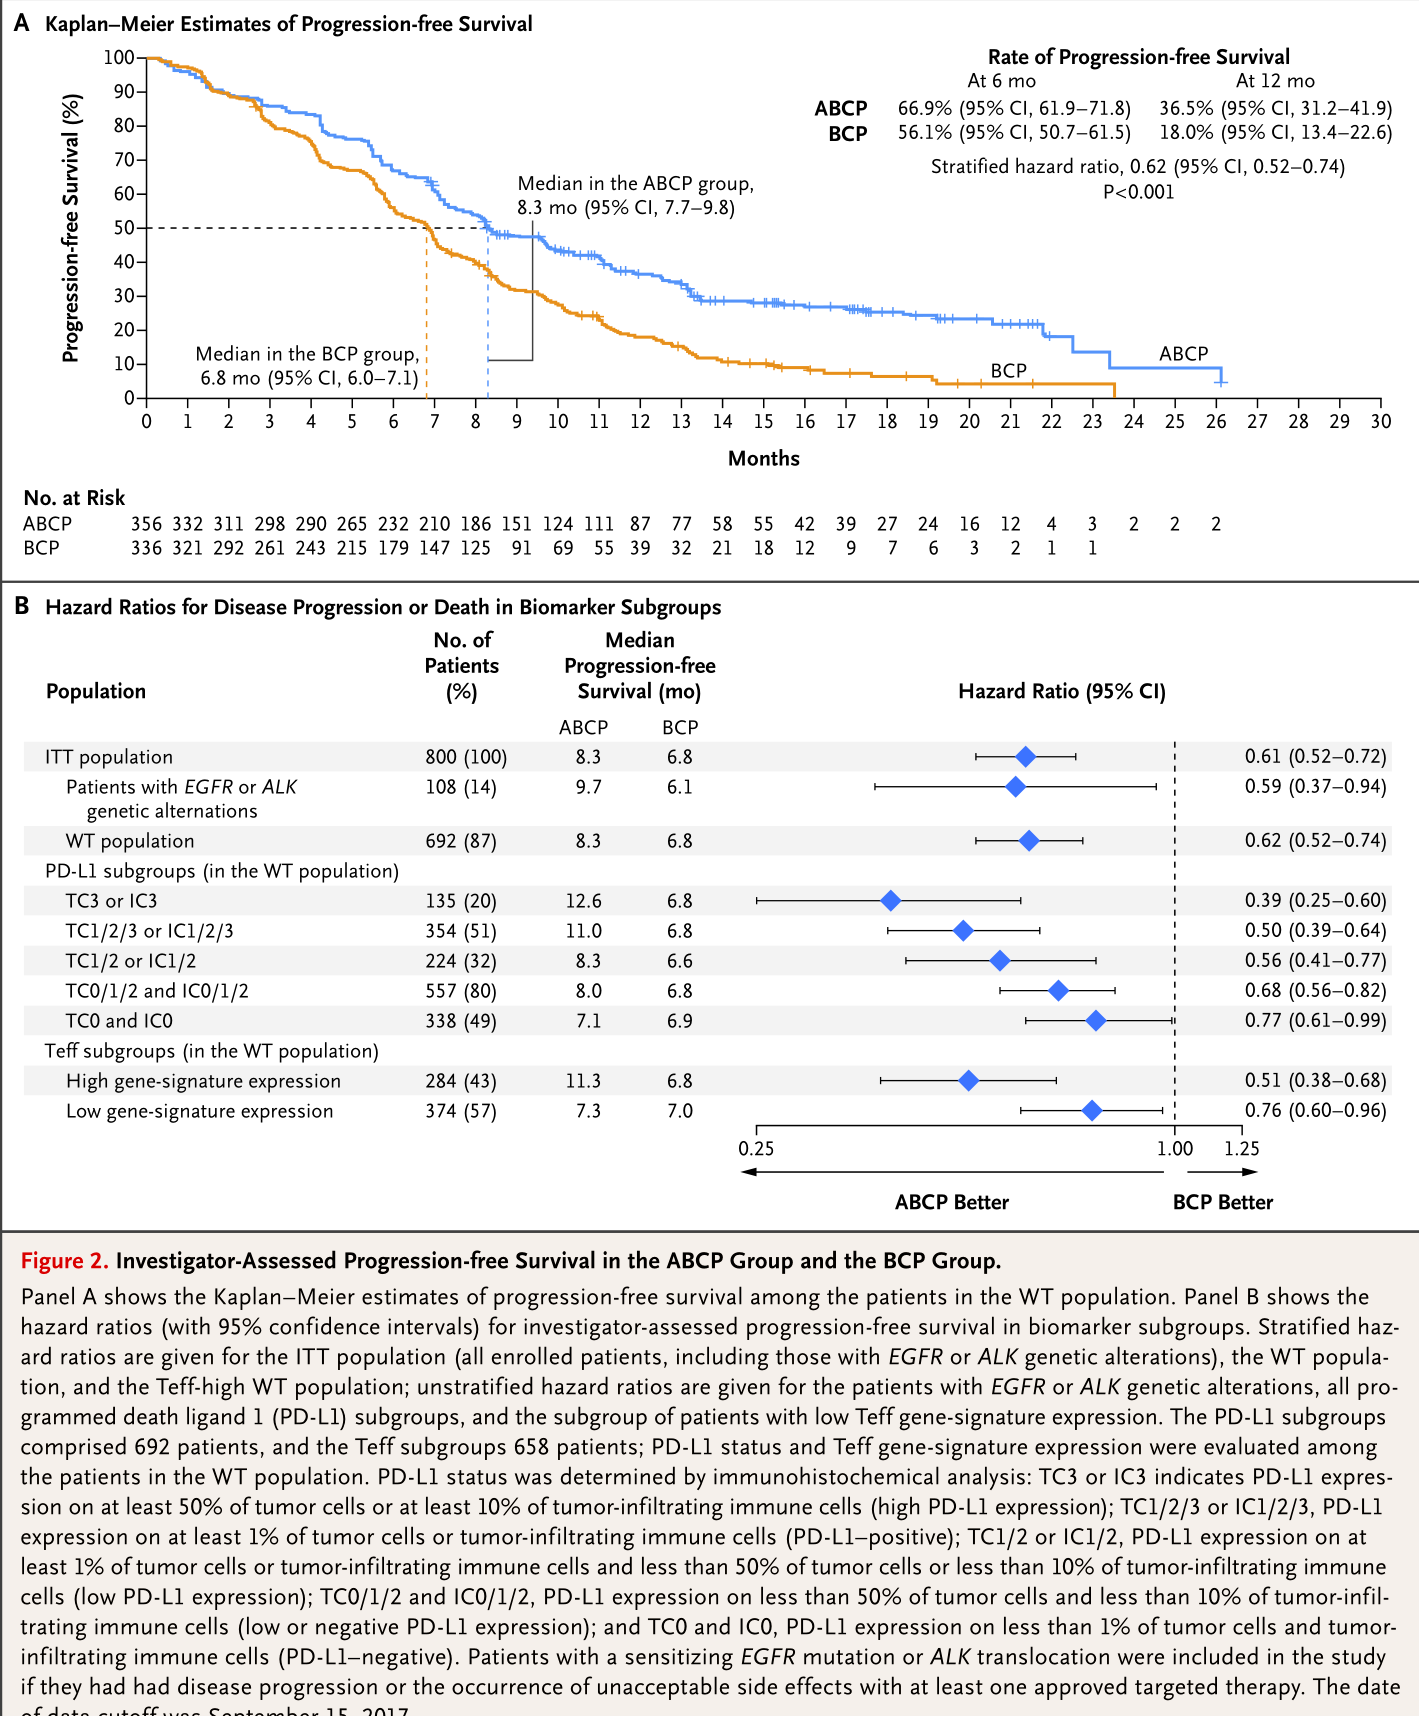 A Kaplan–Meier Estimates of Progression-free Survival
Progression-free Survival (%)
100
90
80
70
60
50
40
30
20
10
0
Rate of Progression-free Survival
At 6 mo At 12 mo
ABCP 66.9% (95% CI, 61.9–71.8) 36.5% (95% CI, 31.2–41.9)
BCP 56.1% (95% CI, 50.7–61.5) 18.0% (95% CI, 13.4–22.6)
Stratified hazard ratio, 0.62 (95% CI, 0.52–0.74)
P<0.001
Median in the ABCP group,
8.3 mo (95% CI, 7.7–9.8)
Median in the BCP group,
6.8 mo (95% CI, 6.0–7.1)
ABCP
BCP
0 1 2 3 4 5 6 7 8 9 10 11 12 13 14 15 16 17 18 19 20 21 22 23 24 25 26 27 28 29 30
Months
No. at Risk
ABCP 356 332 311 298 290 265 232 210 186 151 124 111 87 77 58 55 42 39 27 24 16 12 4 3 2 2 2
BCP 336 321 292 261 243 215 179 147 125 91 69 55 39 32 21 18 12 9 7 6 3 2 1 1
B Hazard Ratios for Disease Progression or Death in Biomarker Subgroups
Population
No. of
Patients
(%)
Median
Progression-free
Survival (mo)
Hazard Ratio (95% CI)
ABCP BCP
ITT population 800 (100) 8.3 6.8 0.61 (0.52–0.72)
Patients with EGFR or ALK 108 (14) 9.7 6.1 0.59 (0.37–0.94)
genetic alternations
WT population 692 (87) 8.3 6.8 0.62 (0.52–0.74)
PD-L1 subgroups (in the WT population)
TC3 or IC3 135 (20) 12.6 6.8 0.39 (0.25–0.60)
TC1/2/3 or IC1/2/3 354 (51) 11.0 6.8 0.50 (0.39–0.64)
TC1/2 or IC1/2 224 (32) 8.3 6.6 0.56 (0.41–0.77)
TC0/1/2 and IC0/1/2 557 (80) 8.0 6.8 0.68 (0.56–0.82)
TC0 and IC0 338 (49) 7.1 6.9 0.77 (0.61–0.99)
Teff subgroups (in the WT population)
High gene-signature expression 284 (43) 11.3 6.8 0.51 (0.38–0.68)
Low gene-signature expression 374 (57) 7.3 7.0 0.76 (0.60–0.96)
0.25 1.00 1.25
ABCP Better BCP Better
Figure 2. Investigator-Assessed Progression-free Survival in the ABCP Group and the BCP Group.
Panel A shows the Kaplan–Meier estimates of progression-free survival among the patients in the WT population. Panel B shows the
hazard ratios (with 95% confidence intervals) for investigator-assessed progression-free survival in biomarker subgroups. Stratified haz-
ard ratios are given for the ITT population (all enrolled patients, including those with EGFR or ALK genetic alterations), the WT popula-
tion, and the Teff-high WT population; unstratified hazard ratios are given for the patients with EGFR or ALK genetic alterations, all pro-
grammed death ligand 1 (PD-L1) subgroups, and the subgroup of patients with low Teff gene-signature expression. The PD-L1 subgroups
comprised 692 patients, and the Teff subgroups 658 patients; PD-L1 status and Teff gene-signature expression were evaluated among
the patients in the WT population. PD-L1 status was determined by immunohistochemical analysis: TC3 or IC3 indicates PD-L1 expres-
sion on at least 50% of tumor cells or at least 10% of tumor-infiltrating immune cells (high PD-L1 expression); TC1/2/3 or IC1/2/3, PD-L1
expression on at least 1% of tumor cells or tumor-infiltrating immune cells (PD-L1–positive); TC1/2 or IC1/2, PD-L1 expression on at
least 1% of tumor cells or tumor-infiltrating immune cells and less than 50% of tumor cells or less than 10% of tumor-infiltrating immune
cells (low PD-L1 expression); TC0/1/2 and IC0/1/2, PD-L1 expression on less than 50% of tumor cells and less than 10% of tumor-infil-
trating immune cells (low or negative PD-L1 expression); and TC0 and IC0, PD-L1 expression on less than 1% of tumor cells and tumor-
infiltrating immune cells (PD-L1–negative). Patients with a sensitizing EGFR mutation or ALK translocation were included in the study
if they had had disease progression or the occurrence of unacceptable side effects with at least one approved targeted therapy. The date
of data cutoff was September 15, 2017.